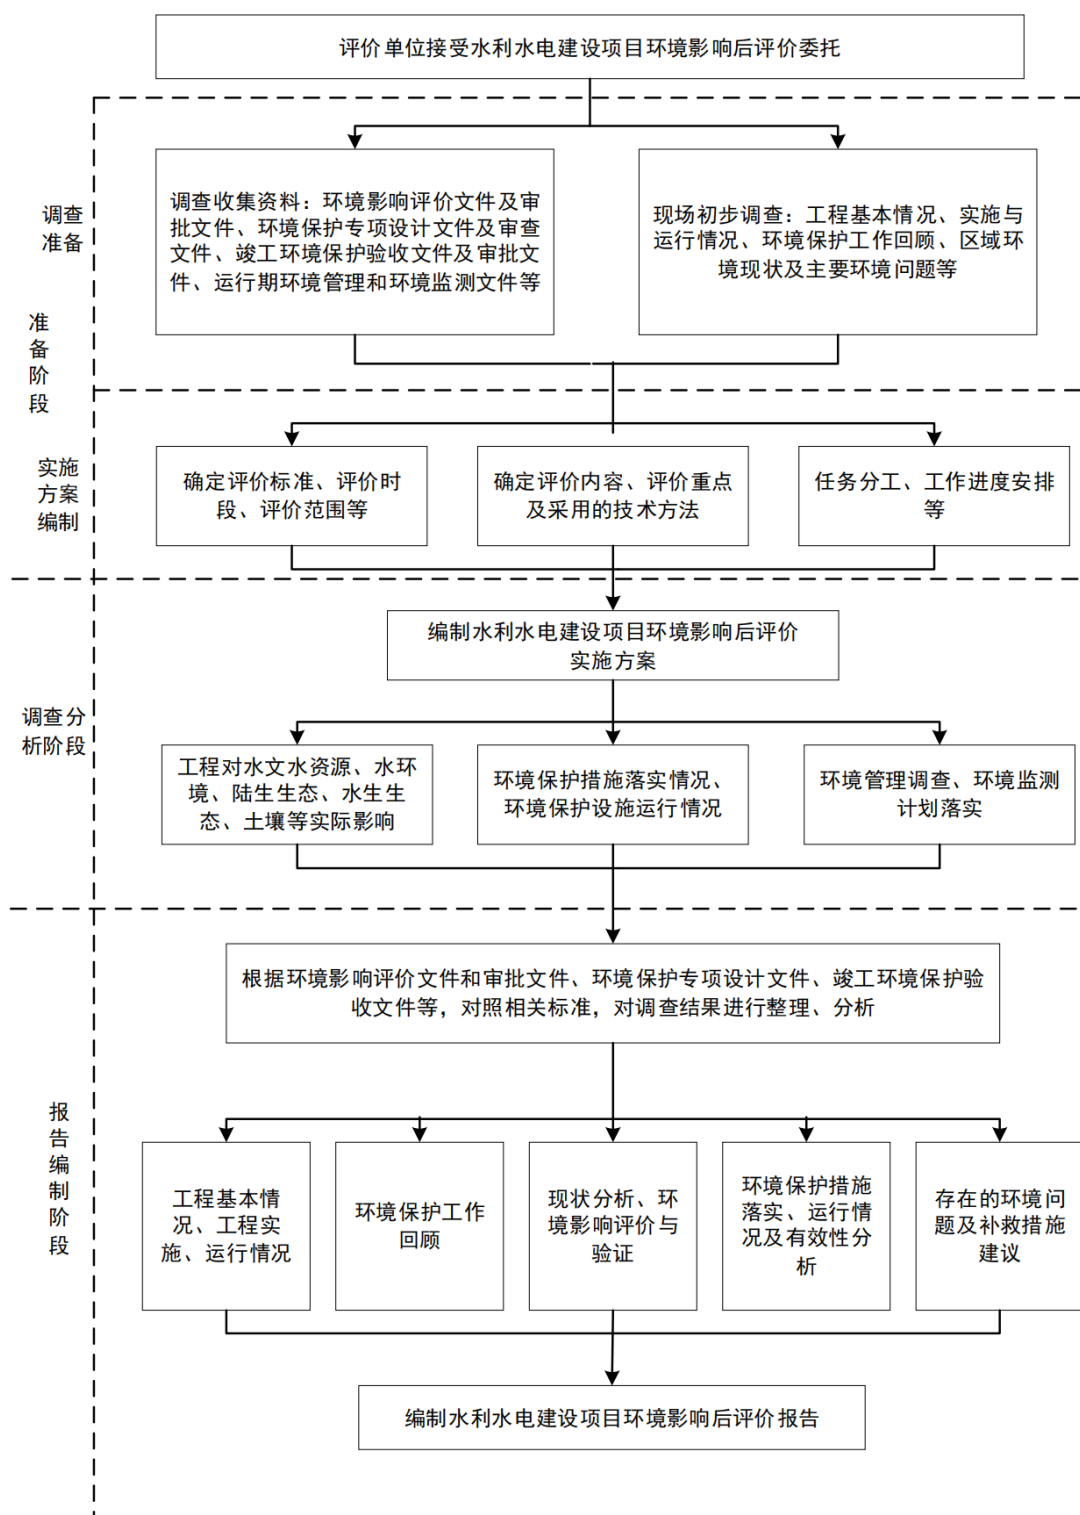 评价单位接受水利水电建设项目环境影响后评价委托
调查
准备
调查收集资料：环境影响评价文件及审
批文件、环境保护专项设计文件及审查
文件、竣工环境保护验收文件及审批文
件、运行期环境管理和环境监测文件等
现场初步调查：工程基本情况、实施与
运行情况、环境保护工作回顾、区域环
境现状及主要环境问题等
准
备
阶
段
实施
方案
编制
确定评价标准、评价时
段、评价范围等
确定评价内容、评价重点
及采用的技术方法
任务分工、工作进度安排
等
编制水利水电建设项目环境影响后评价
实施方案
调查分
析阶段
工程对水文水资源、水环
境、陆生生态、水生生
态、土壤等实际影响
环境保护措施落实情况、
环境保护设施运行情况
环境管理调查、环境监测
计划落实
根据环境影响评价文件和审批文件、环境保护专项设计文件、竣工环境保护验
收文件等，对照相关标准，对调查结果进行整理、分析
报
告
编
制
阶
段
工程基本情
况、工程实
施、运行情况
环境保护工作
回顾
现状分析、环
境影响评价与
验证
环境保护措施
落实、运行情
况及有效性分
析
存在的环境问
题及补救措施
建议
编制水利水电建设项目环境影响后评价报告